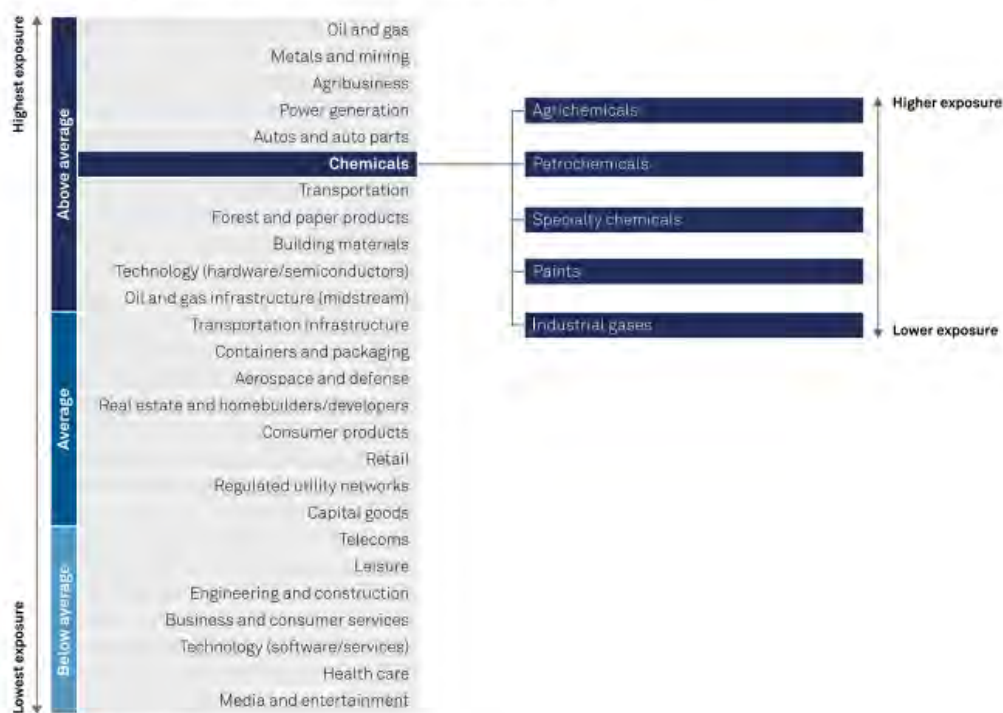 Highest exposure
Above average
Oil and gas
Metals and mining
Agribusiness
Power generation
Autos and auto parts
Chemicals
Transportation
Forest and paper products
Building materials
Technology (hardware/semiconductors)
Oil and gas infrastructure (midstream)
Average
Transportation infrastructure
Containers and packaging
Aerospace and defense
Real estate and homebuilders/developers
Consumer products
Retail
Regulated utility networks
Capital goods
Below average
Telecoms
Leisure
Engineering and construction
Business and consumer services
Technology (software/services)
Health care
Media and entertainment
Lowest exposure
Agrichemicals
Petrochemicals
Specialty chemicals
Paints
Industrial gases
Higher exposure
Lower exposure